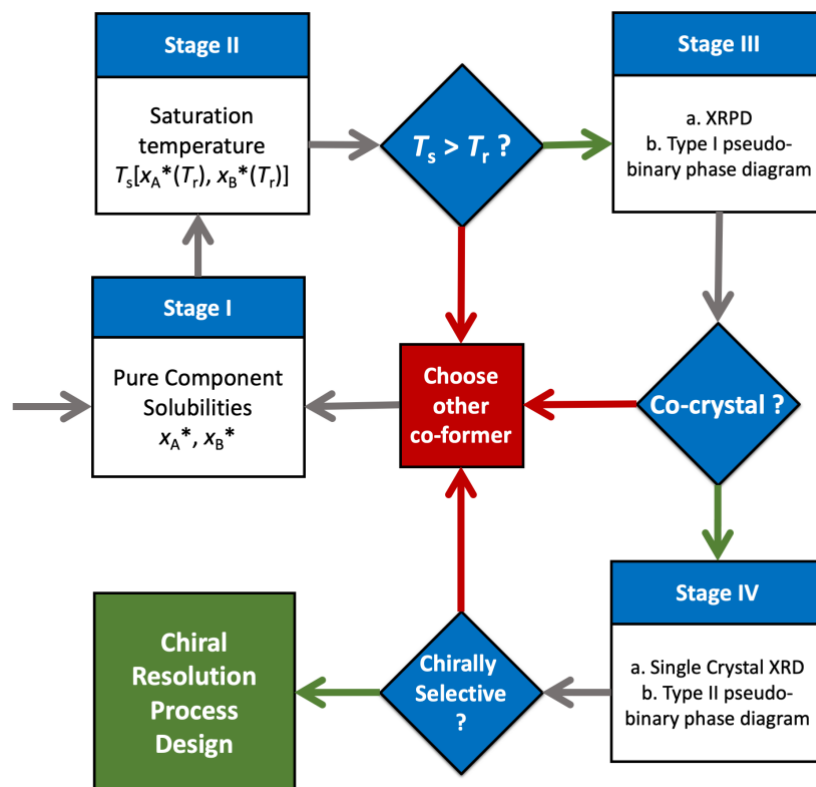 Stage II
Saturation
temperature
Ts[xA*(Tr), xB*(Tr)]
Ts > Tr ?
Stage III
a. XRPD
b. Type I pseudo-
binary phase diagram
Stage I
Pure Component
Solubilities
xA*, xB*
Choose
other
co-former
Co-crystal ?
Chiral
Resolution
Process
Design
Chirally
Selective
?
Stage IV
a. Single Crystal XRD
b. Type II pseudo-
binary phase diagram